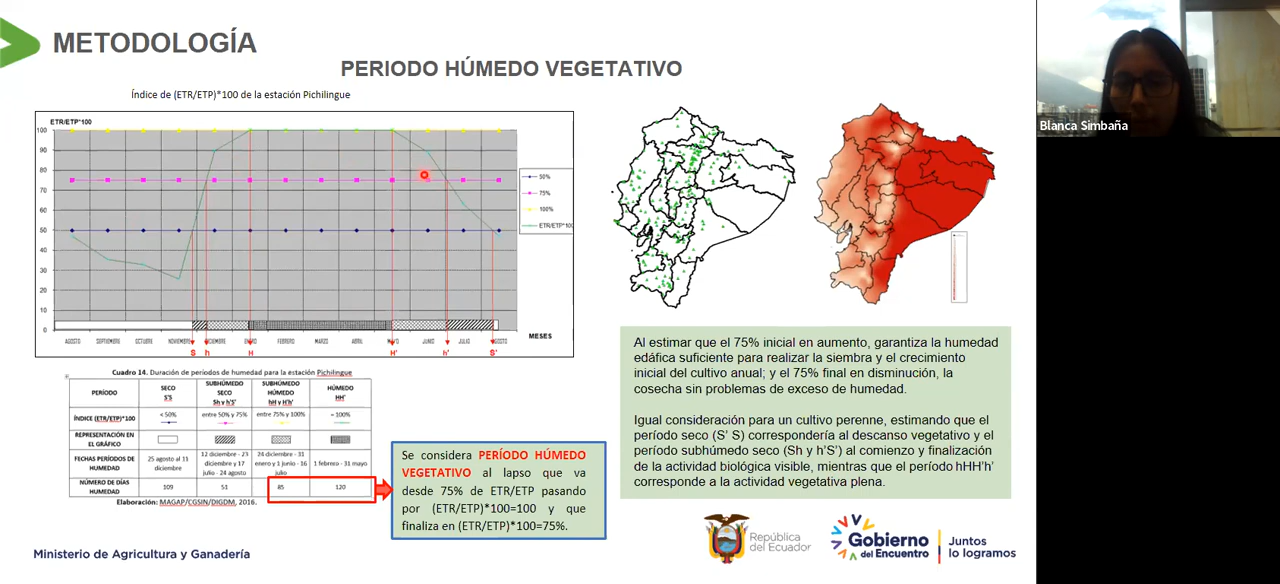 METODOLOGÍA
PERIODO HÚMEDO VEGETATIVO
Índice de (ETR/ETP)*100 de la estación Pichilingue
ETR/ETP*100
100
90
80
70
60
50
40
30
20
10
0
50%
75%
100%
ETR/ETP*100
AGOSTO SEPTIEMBRE OCTUBRE NOVIEMBRE DICIEMBRE ENERO FEBRERO MARZO ABRIL MAYO JUNIO JULIO AGOSTO
MESES
S h H H' h' S'
Cuadro 14. Duración de períodos de humedad para la estación Pichilingue
PERÍODO
SECO
S'S
SUBHÚMEDO
SECO
Sh y h'S'
SUBHÚMEDO
HÚMEDO
hH y H'h'
HÚMEDO
HH'
ÍNDICE (ETR/ETP)*100
< 50%
entre 50% y 75%
entre 75% y 100%
= 100%
REPRESENTACIÓN EN
EL GRÁFICO
FECHAS PERÍODOS DE
HUMEDAD
25 agosto al 11
diciembre
12 diciembre - 23
diciembre y 17
julio - 24 agosto
24 diciembre - 31
enero y 1 junio - 16
julio
1 febrero - 31 mayo
NÚMERO DE DÍAS
HUMEDAD
109
51
85
120
Elaboración: MAGAP/CGSIN/DIGDM, 2016.
Se considera PERÍODO HÚMEDO
VEGETATIVO al lapso que va
desde 75% de ETR/ETP pasando
por (ETR/ETP)*100=100 y que
finaliza en (ETR/ETP)*100=75%.
Al estimar que el 75% inicial en aumento, garantiza la humedad
edáfica suficiente para realizar la siembra y el crecimiento
inicial del cultivo anual; y el 75% final en disminución, la
cosecha sin problemas de exceso de humedad.
Igual consideración para un cultivo perenne, estimando que el
período seco (S' S) correspondería al descanso vegetativo y el
período subhúmedo seco (Sh y h'S') al comienzo y finalización
de la actividad biológica visible, mientras que el período hHH'h'
corresponde a la actividad vegetativa plena.
Ministerio de Agricultura y Ganadería
República
del Ecuador
Gobierno
del Encuentro
Juntos
lo logramos
Blanca Simbaña